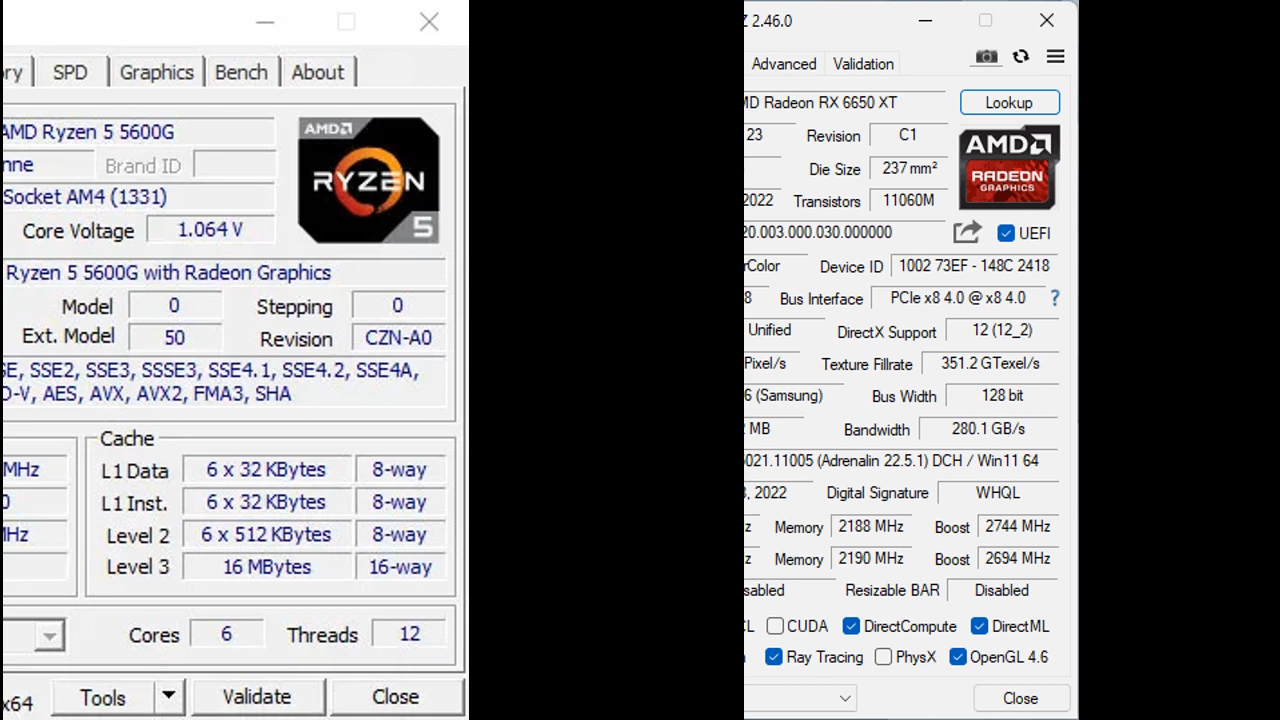 ry SPD Graphics Bench About
AMD Ryzen 5 5600G
nne Brand ID
Socket AM4 (1331)
Core Voltage 1.064 V
AMD RYZEN 5
Ryzen 5 5600G with Radeon Graphics
Model 0 Stepping 0
Ext. Model 50 Revision CZN-A0
SE, SSE2, SSE3, SSSE3, SSE4.1, SSE4.2, SSE4A,
D-V, AES, AVX, AVX2, FMA3, SHA
Cache
MHz L1 Data 6 x 32 KBytes 8-way
0 L1 Inst. 6 x 32 KBytes 8-way
MHz Level 2 6 x 512 KBytes 8-way
Level 3 16 MBytes 16-way
Cores 6 Threads 12
x64 Tools Validate Close
Z 2.46.0
Advanced Validation
MD Radeon RX 6650 XT Lookup
23 Revision C1
Die Size 237 mm²
2022 Transistors 11060M
AMD RADEON GRAPHICS
20.003.000.030.000000 UEFI
rColor Device ID 1002 73EF - 148C 2418
8 Bus Interface PCIe x8 4.0 @ x8 4.0 ?
Unified DirectX Support 12 (12_2)
Pixel/s Texture Fillrate 351.2 GTexel/s
6 (Samsung) Bus Width 128 bit
MB Bandwidth 280.1 GB/s
021.11005 (Adrenalin 22.5.1) DCH / Win11 64
, 2022 Digital Signature WHQL
z Memory 2188 MHz Boost 2744 MHz
z Memory 2190 MHz Boost 2694 MHz
sabled Resizable BAR Disabled
CL CUDA DirectCompute DirectML
Ray Tracing PhysX OpenGL 4.6
Close